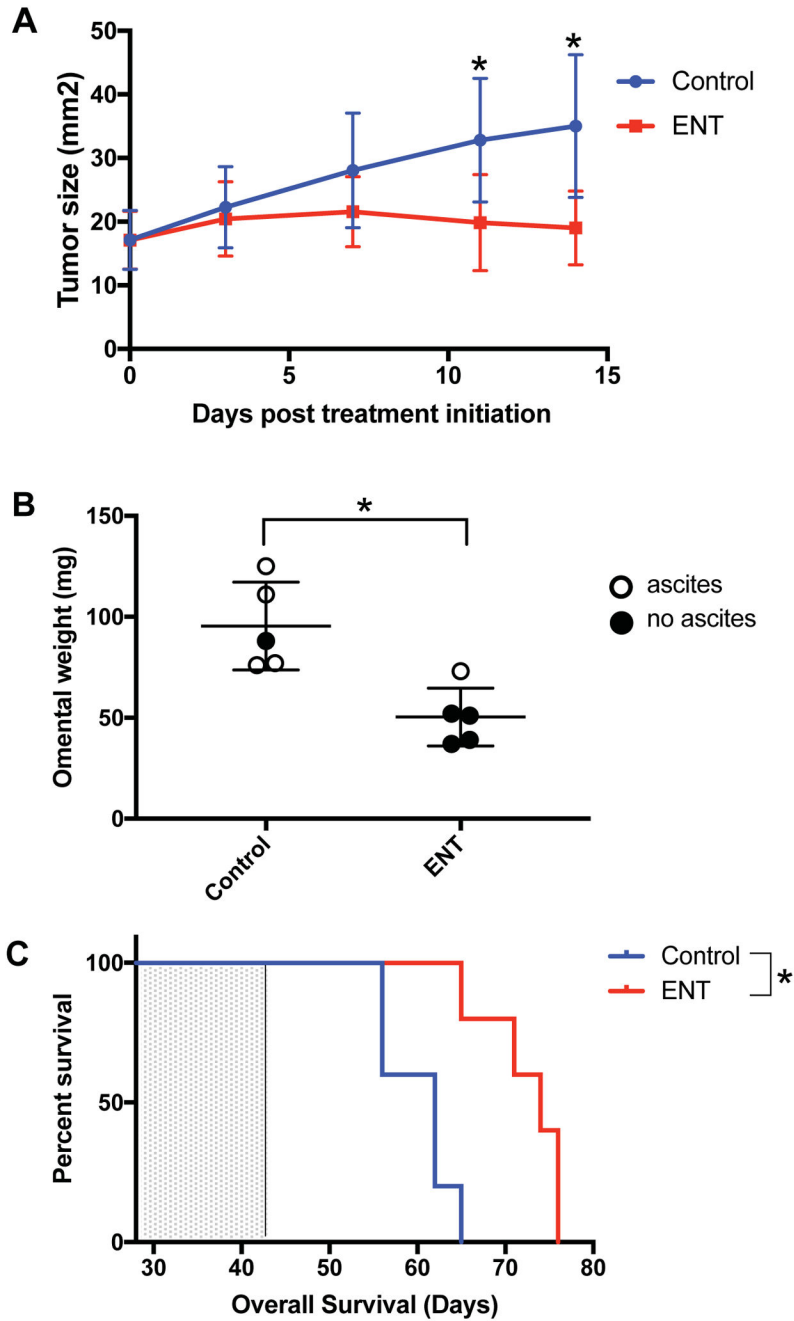 A
Tumor size (mm2)
50
40
30
20
10
0
0 5 10 15
Days post treatment initiation
* *
Control
ENT
B
Omental weight (mg)
150
100
50
0
*
Control ENT
ascites
no ascites
C
Percent survival
100
50
0
30 40 50 60 70 80
Overall Survival (Days)
Control
ENT
*